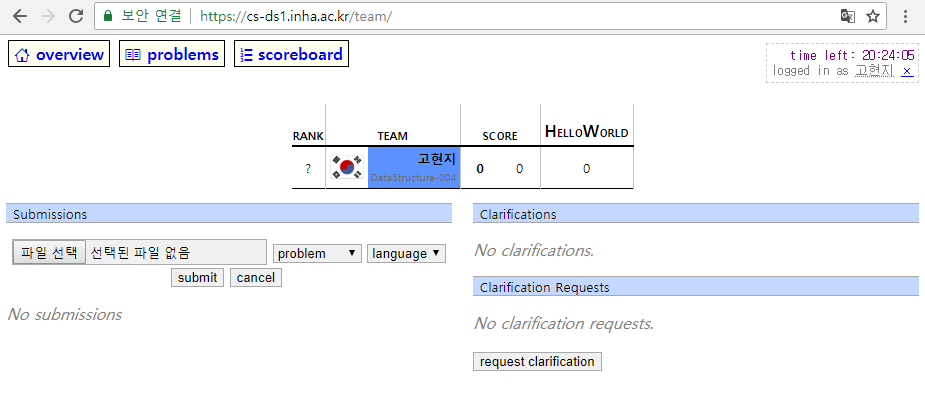 보안 연결 https://cs-ds1.inha.ac.kr/team/
overview problems scoreboard
time left: 20:24:05
logged in as 고현지 ×
RANK TEAM SCORE HELLOWORLD
? 고현지 0 0 0
DataStructure-004
Submissions
파일 선택 선택된 파일 없음 problem language
submit cancel
No submissions
Clarifications
No clarifications.
Clarification Requests
No clarification requests.
request clarification